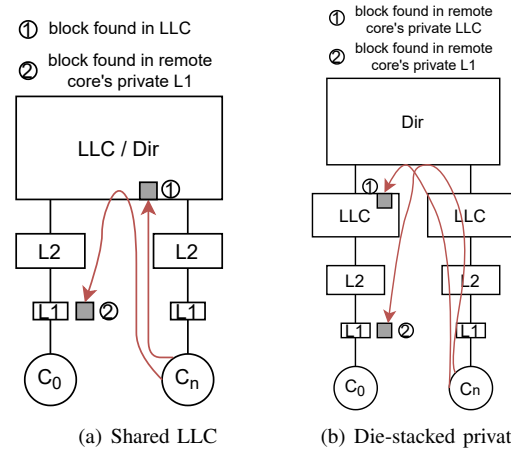 ① block found in LLC
② block found in remote
core's private L1
LLC / Dir
①
L2
L2
L1
②
L1
C0
Cn
(a) Shared LLC
① block found in remote
core's private LLC
② block found in remote
core's private L1
Dir
①
LLC
LLC
L2
L2
L1
②
L1
C0
Cn
(b) Die-stacked privat